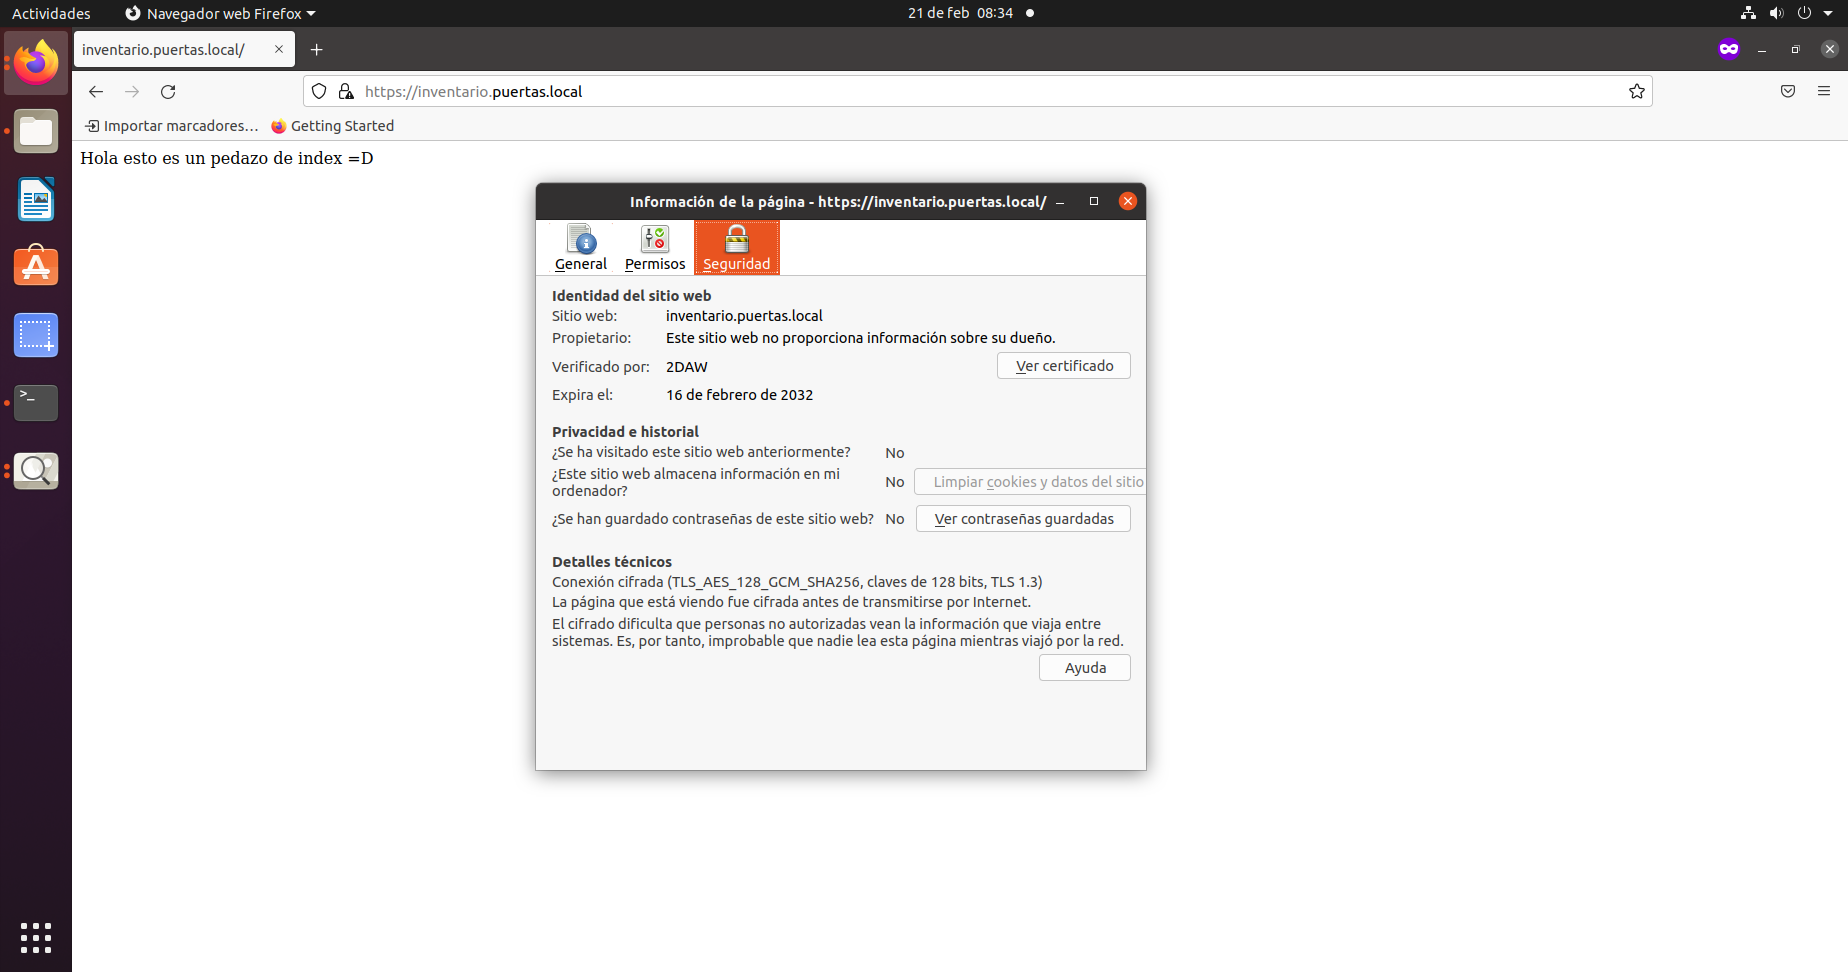 Actividades Navegador web Firefox 21 de feb 08:34
inventario.puertas.local/
https://inventario.puertas.local
Importar marcadores... Getting Started
Hola esto es un pedazo de index =D
Información de la página - https://inventario.puertas.local/
General Permisos Seguridad
Identidad del sitio web
Sitio web: inventario.puertas.local
Propietario: Este sitio web no proporciona información sobre su dueño.
Verificado por: 2DAW Ver certificado
Expira el: 16 de febrero de 2032
Privacidad e historial
¿Se ha visitado este sitio web anteriormente? No
¿Este sitio web almacena información en mi
ordenador? No Limpiar cookies y datos del sitio
¿Se han guardado contraseñas de este sitio web? No Ver contraseñas guardadas
Detalles técnicos
Conexión cifrada (TLS_AES_128_GCM_SHA256, claves de 128 bits, TLS 1.3)
La página que está viendo fue cifrada antes de transmitirse por Internet.
El cifrado dificulta que personas no autorizadas vean la información que viaja entre
sistemas. Es, por tanto, improbable que nadie lea esta página mientras viajó por la red.
Ayuda